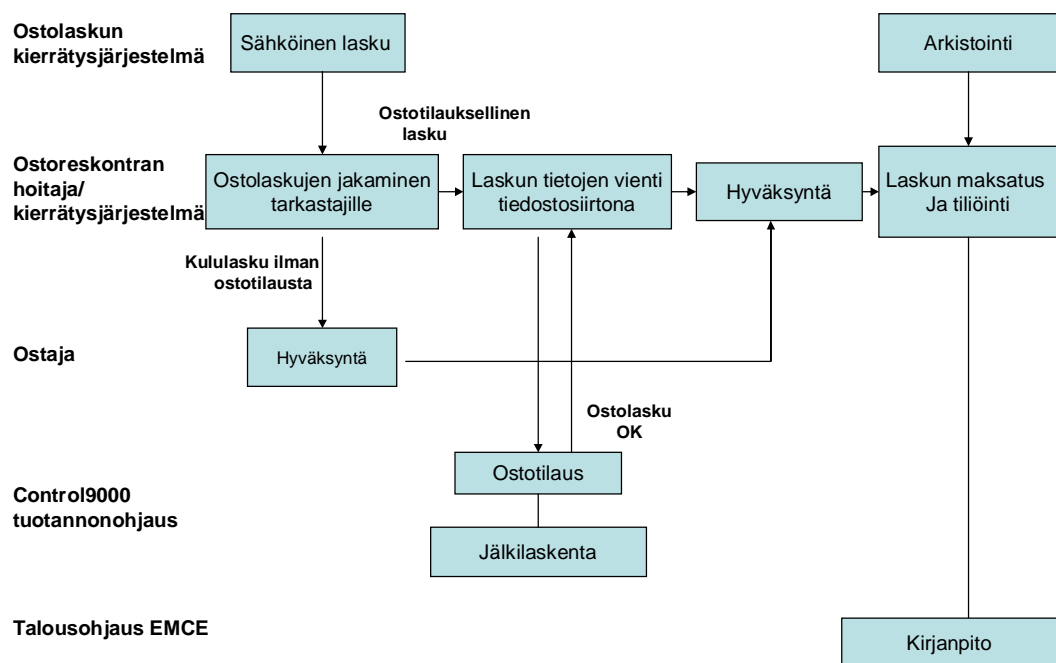 Ostolaskun
kierrätysjärjestelmä
Sähköinen lasku
Arkistointi
Ostotilauksellinen
lasku
Ostoreskontran
hoitaja/
kierrätysjärjestelmä
Ostolaskujen jakaminen
tarkastajille
Laskun tietojen vienti
tiedostosiirtona
Hyväksyntä
Laskun maksatus
Ja tiliöinti
Kululasku ilman
ostotilausta
Ostaja
Hyväksyntä
Ostolasku
OK
Ostotilaus
Control9000
tuotannonohjaus
Jälkilaskenta
Talousohjaus EMCE
Kirjanpito